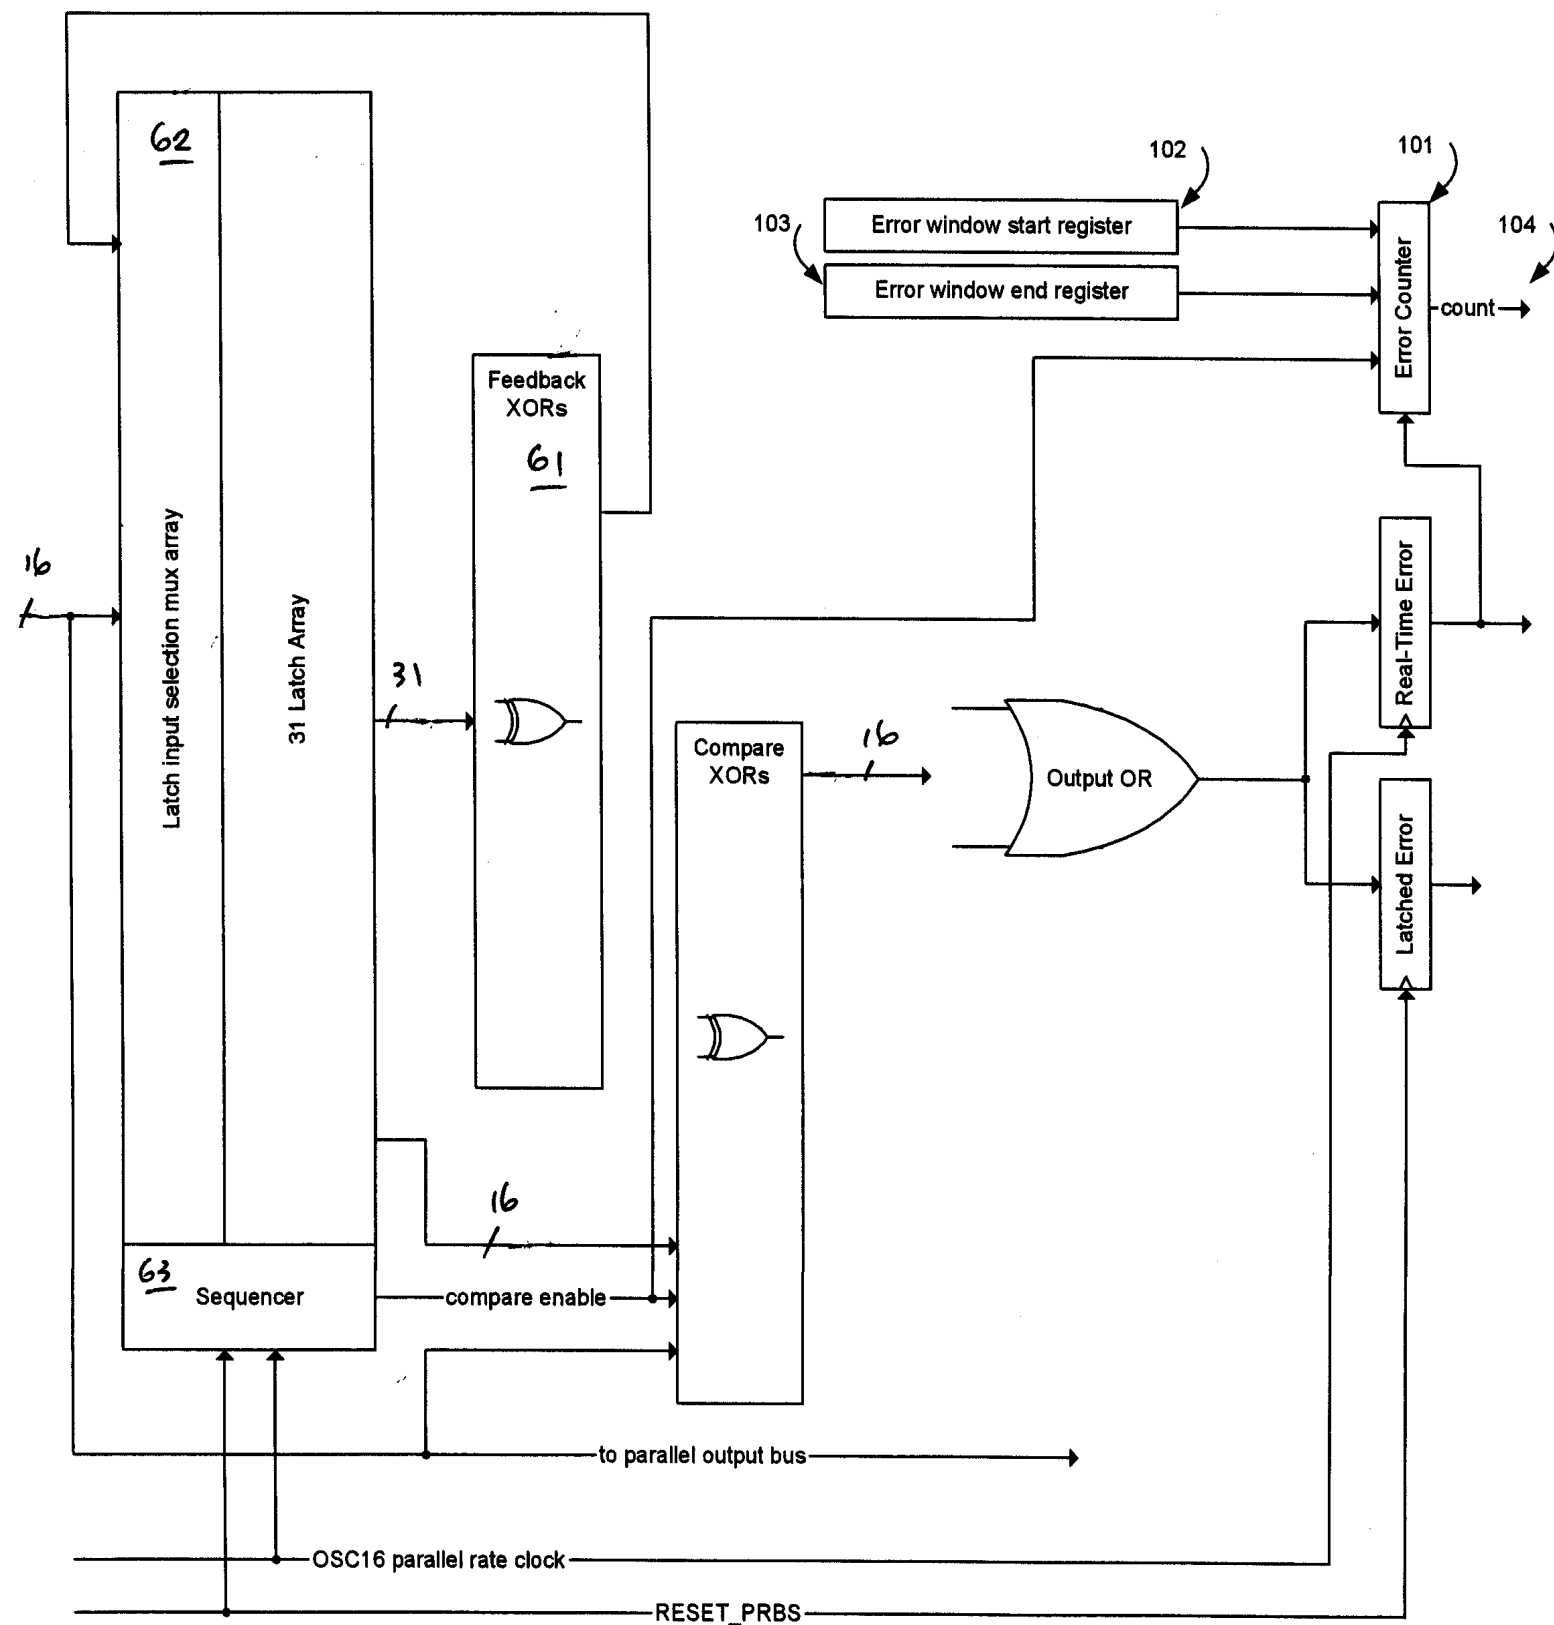 62
102
101
103
Error window start register
104
Error window end register
Error Counter
count
Feedback
XORs
61
16
Latch input selection mux array
31 Latch Array
31
Real-Time Error
Compare
XORs
16
Output OR
Latched Error
16
63
Sequencer
compare enable
to parallel output bus
OSC16 parallel rate clock
RESET_PRBS